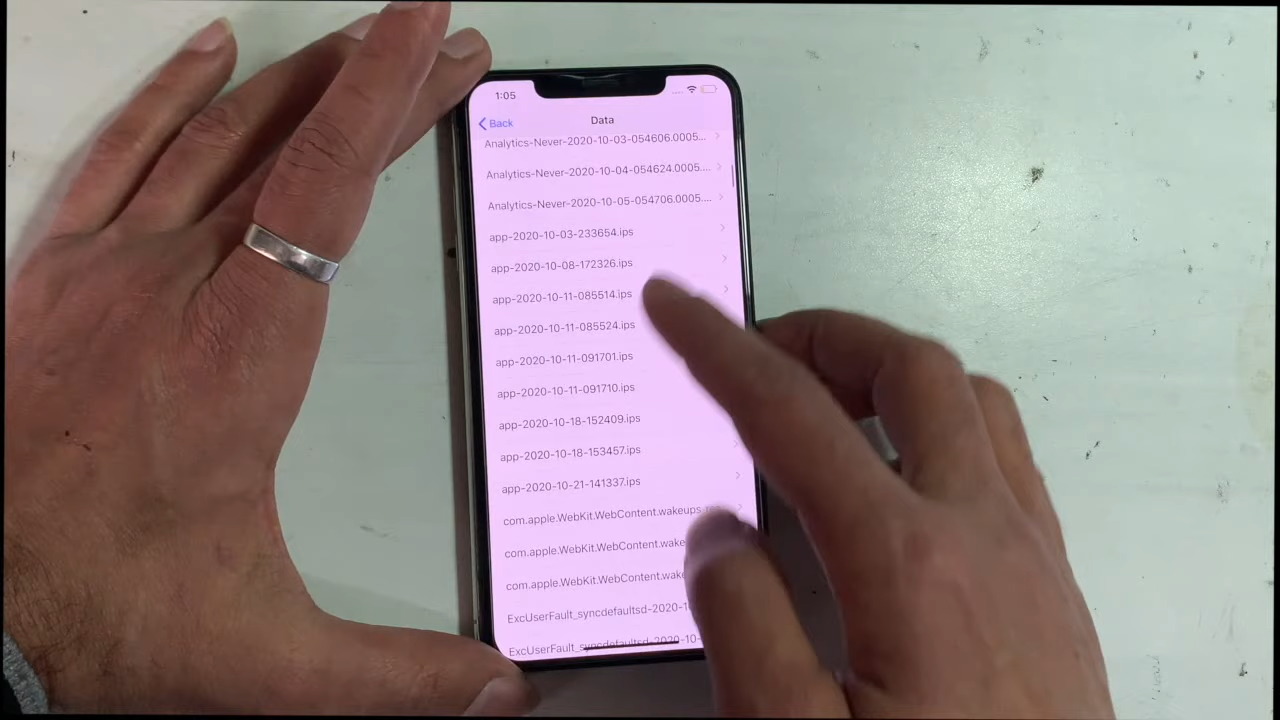 1:05
Back
Data
Analytics-Never-2020-10-03-054606.0005...
Analytics-Never-2020-10-04-054624.0005...
Analytics-Never-2020-10-05-054706.0005...
app-2020-10-03-233654.ips
app-2020-10-08-172326.ips
app-2020-10-11-085514.ips
app-2020-10-11-085524.ips
app-2020-10-11-091701.ips
app-2020-10-11-091710.ips
app-2020-10-18-152409.ips
app-2020-10-18-153457.ips
app-2020-10-21-141337.ips
com.apple.WebKit.WebContent.wakeups
com.apple.WebKit.WebContent.wake
com.apple.WebKit.WebContent.wake
ExcUserFault_syncdefaultsd-2020-1
ExcUserFault_syncdefaultsd-2020-10-